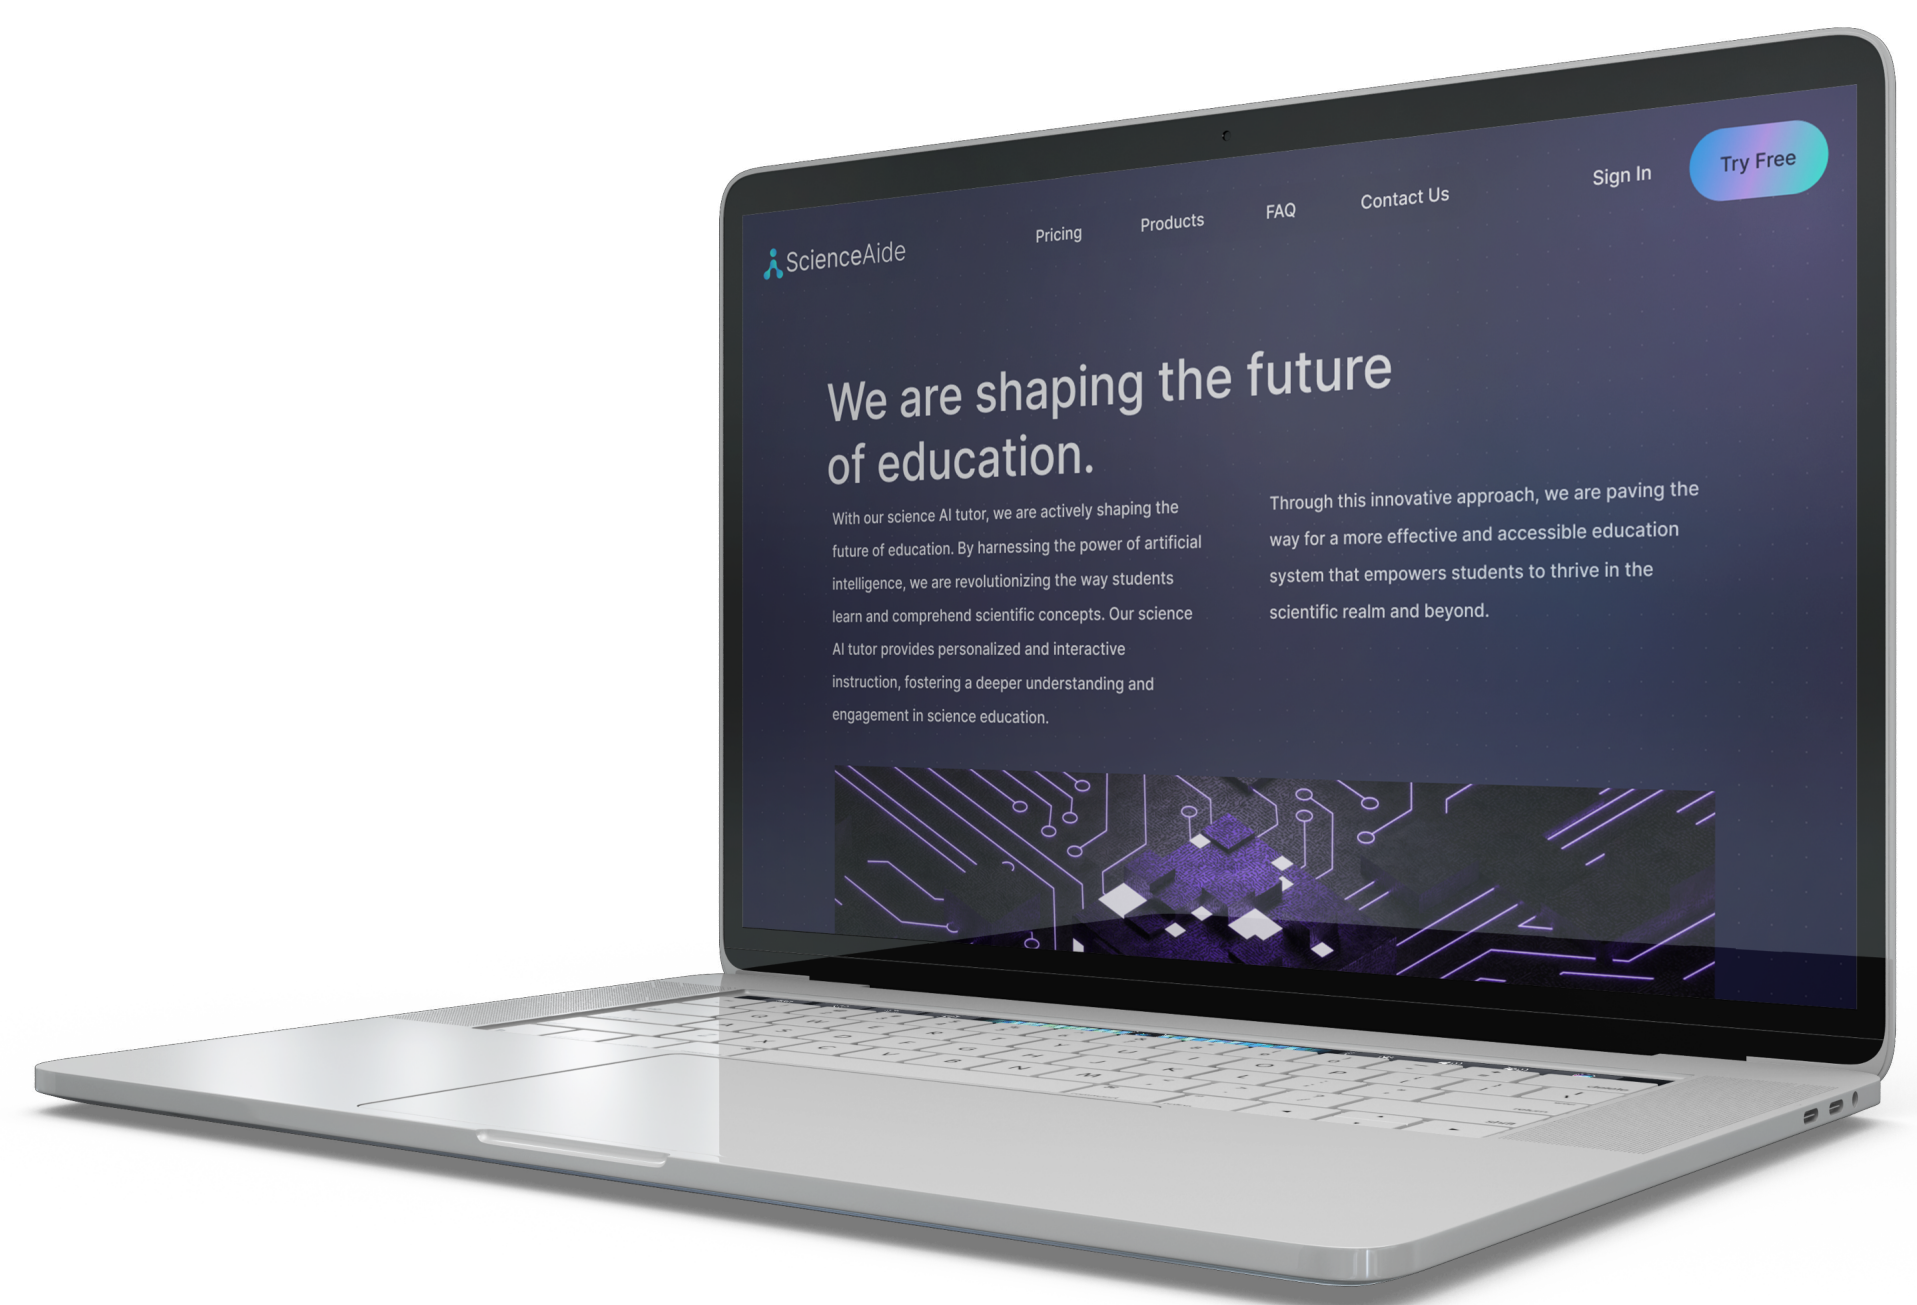 ScienceAide
Pricing
Products
FAQ
Contact Us
Sign In
Try Free
We are shaping the future
of education.
With our science AI tutor, we are actively shaping the
future of education. By harnessing the power of artificial
intelligence, we are revolutionizing the way students
learn and comprehend scientific concepts. Our science
AI tutor provides personalized and interactive
instruction, fostering a deeper understanding and
engagement in science education.
Through this innovative approach, we are paving the
way for a more effective and accessible education
system that empowers students to thrive in the
scientific realm and beyond.